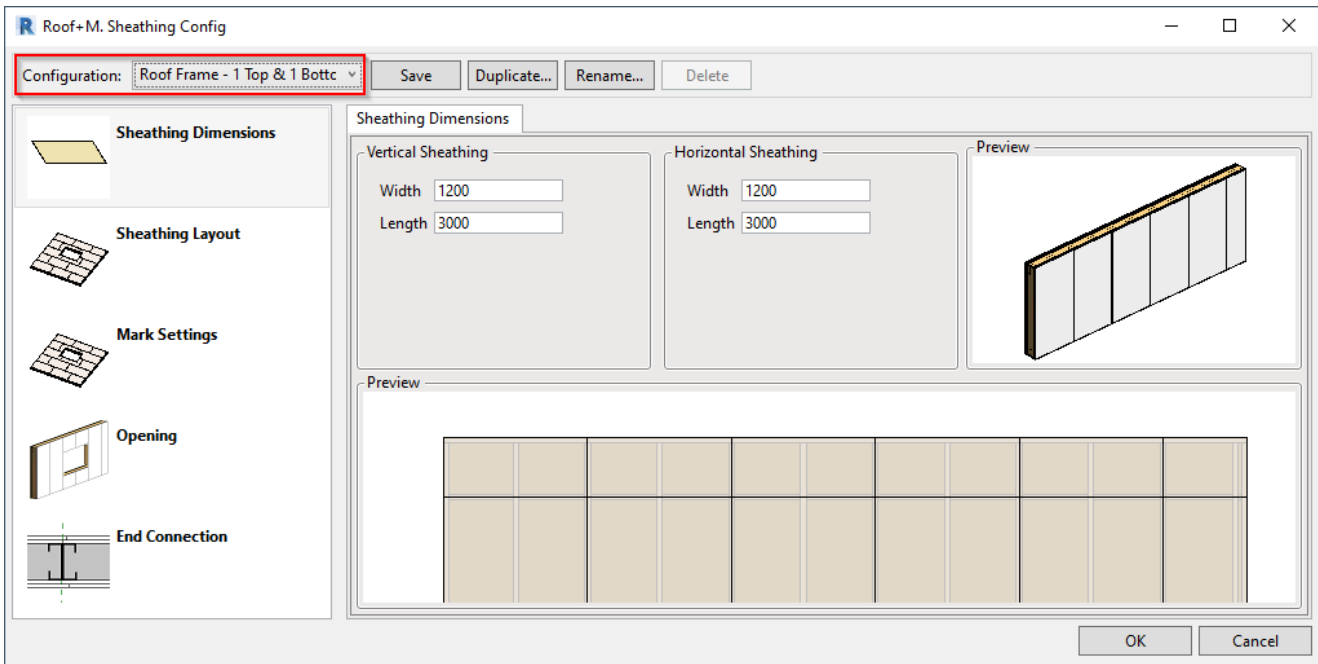 Roof+M. Sheathing Config
Configuration: Roof Frame - 1 Top & 1 Bottc Save Duplicate... Rename... Delete
Sheathing Dimensions
Sheathing Layout
Mark Settings
Opening
End Connection
Sheathing Dimensions
Vertical Sheathing
Width 1200
Length 3000
Horizontal Sheathing
Width 1200
Length 3000
Preview
Preview
OK Cancel